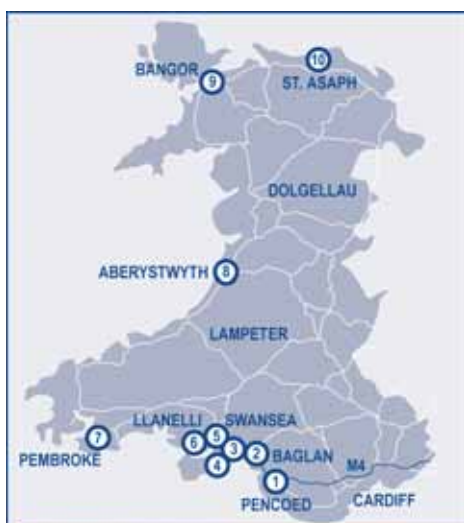 10
BANGOR
ST. ASAPH
9
DOLGELLAU
ABERYSTWYTH 8
LAMPETER
LLANELLI SWANSEA
7 6 5 3 2 BAGLAN
PEMBROKE 4
M4
1
PENCOED CARDIFF